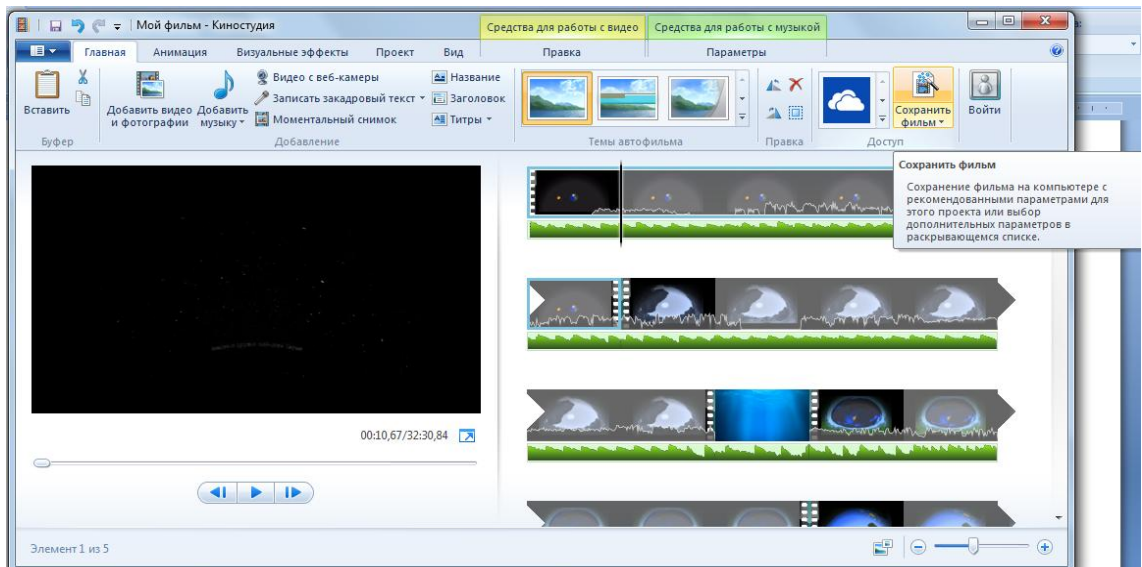 Мой фильм - Киностудия
Средства для работы с видео
Средства для работы с музыкой
Главная
Анимация
Визуальные эффекты
Проект
Вид
Правка
Параметры
Вставить
Буфер
Добавить видео и фотографии
Добавить музыку
Видео с веб-камеры
Записать закадровый текст
Моментальный снимок
Название
Заголовок
Титры
Добавление
Темы автофильма
Правка
Сохранить фильм
Доступ
Войти
Сохранить фильм
Сохранение фильма на компьютере с
рекомендованными параметрами для
этого проекта или выбор
дополнительных параметров в
раскрывающемся списке.
00:10,67/32:30,84
Элемент 1 из 5